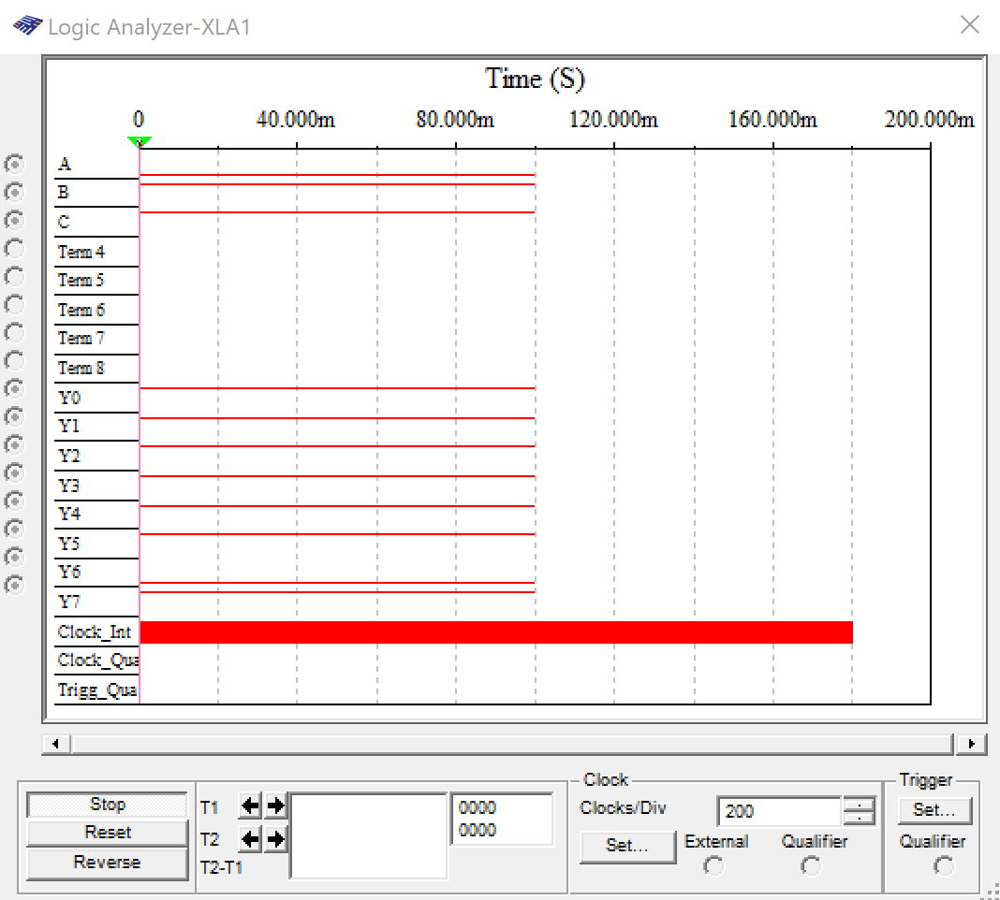 Logic Analyzer-XLA1
Time (S)
0 40.000m 80.000m 120.000m 160.000m 200.000m
A
B
C
Term 4
Term 5
Term 6
Term 7
Term 8
Y0
Y1
Y2
Y3
Y4
Y5
Y6
Y7
Clock_Int
Clock_Qua
Trigg_Qua
Stop
Reset
Reverse
T1
T2
T2-T1
0000
0000
Clock
Clocks/Div 200
Set... External Qualifier
Trigger
Set...
Qualifier